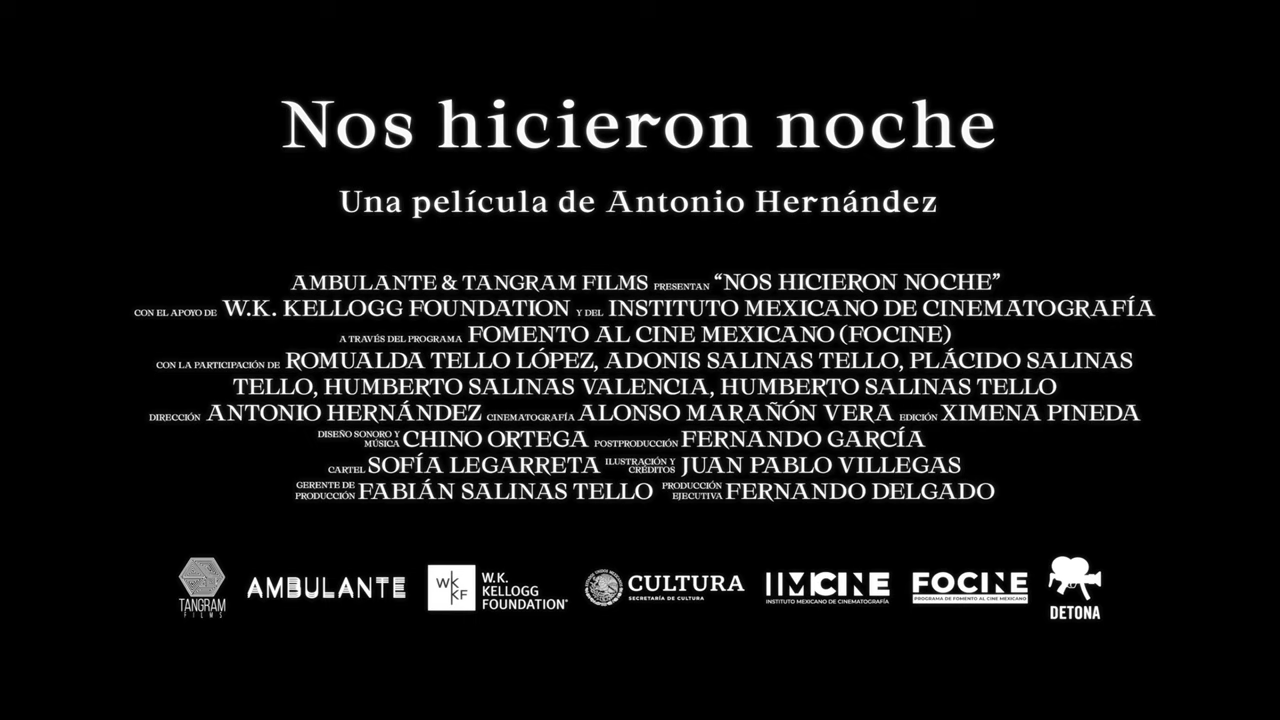 Nos hicieron noche
Una película de Antonio Hernández
AMBULANTE & TANGRAM FILMS PRESENTAN “NOS HICIERON NOCHE”
CON EL APOYO DE W.K. KELLOGG FOUNDATION Y DEL INSTITUTO MEXICANO DE CINEMATOGRAFÍA
A TRAVÉS DEL PROGRAMA FOMENTO AL CINE MEXICANO (FOCINE)
CON LA PARTICIPACIÓN DE ROMUALDA TELLO LÓPEZ, ADONIS SALINAS TELLO, PLÁCIDO SALINAS
TELLO, HUMBERTO SALINAS VALENCIA, HUMBERTO SALINAS TELLO
DIRECCIÓN ANTONIO HERNÁNDEZ CINEMATOGRAFÍA ALONSO MARAÑÓN VERA EDICIÓN XIMENA PINEDA
DISEÑO SONORO Y MÚSICA CHINO ORTEGA POSTPRODUCCIÓN FERNANDO GARCÍA
CARTEL SOFÍA LEGARRETA ILUSTRACIÓN Y CRÉDITOS JUAN PABLO VILLEGAS
GERENTE DE PRODUCCIÓN FABIÁN SALINAS TELLO PRODUCCIÓN EJECUTIVA FERNANDO DELGADO
TANGRAM
FILMS
AMBULANTE
WK
KF
W.K.
KELLOGG
FOUNDATION®
CULTURA
SECRETARÍA DE CULTURA
IMCINE
INSTITUTO MEXICANO DE CINEMATOGRAFÍA
FOCINE
PROGRAMA DE FOMENTO AL CINE MEXICANO
DETONA